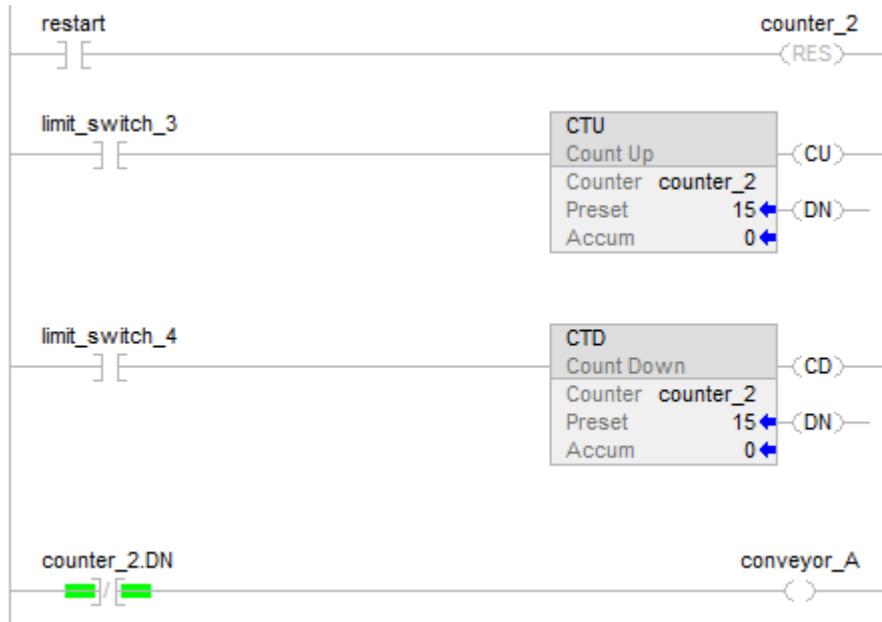 restart
counter_2
(RES)
limit_switch_3
CTU
Count Up
(CU)
Counter counter_2
Preset 15
(DN)
Accum 0
limit_switch_4
CTD
Count Down
(CD)
Counter counter_2
Preset 15
(DN)
Accum 0
counter_2.DN
conveyor_A